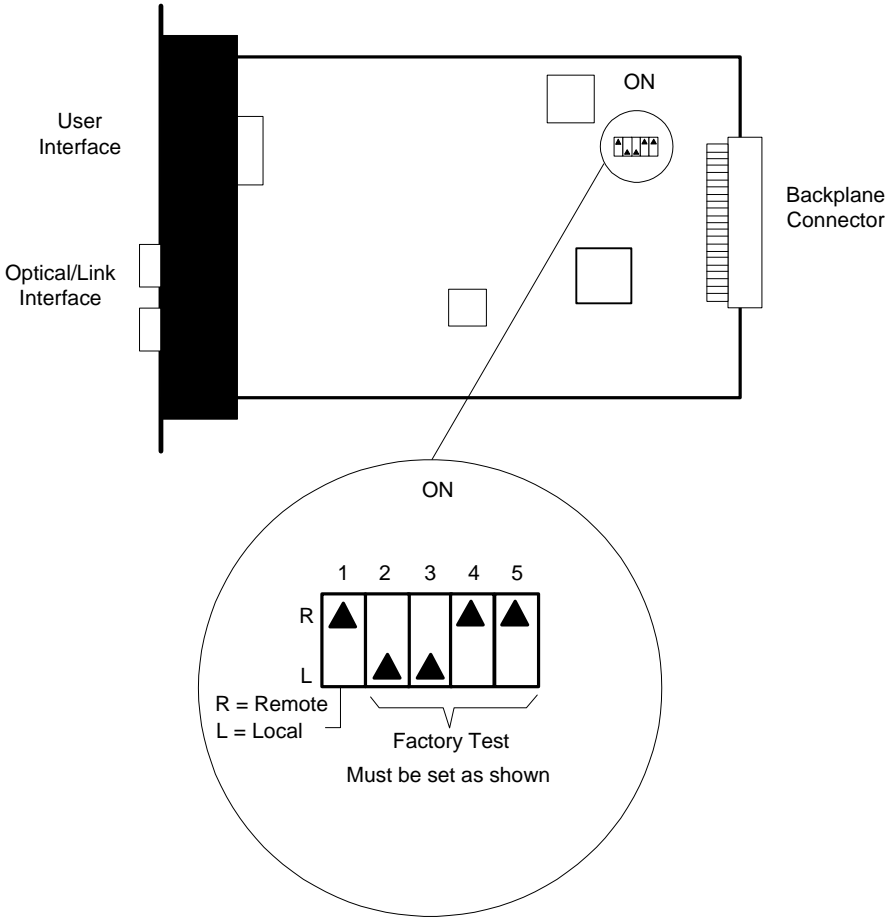 ON
User
Interface
Backplane
Connector
Optical/Link
Interface
ON
1 2 3 4 5
R
L
R = Remote
L = Local
Factory Test
Must be set as shown